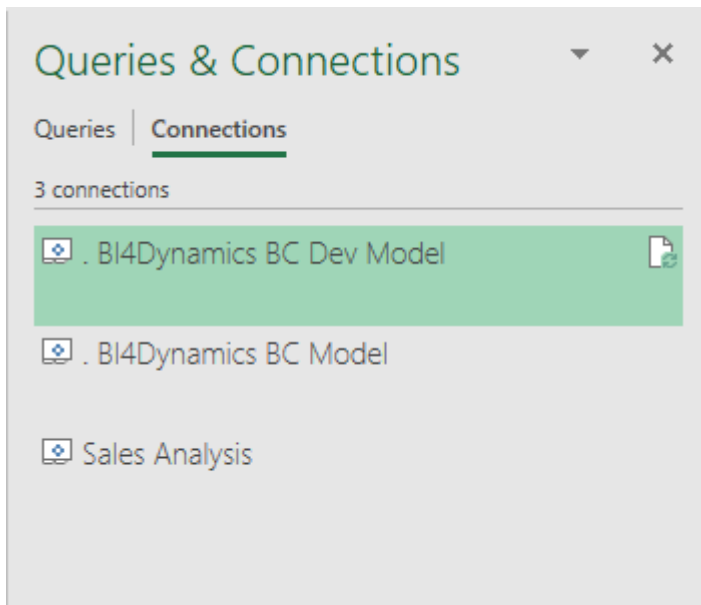 Queries & Connections
Queries | Connections
3 connections
. BI4Dynamics BC Dev Model
. BI4Dynamics BC Model
Sales Analysis